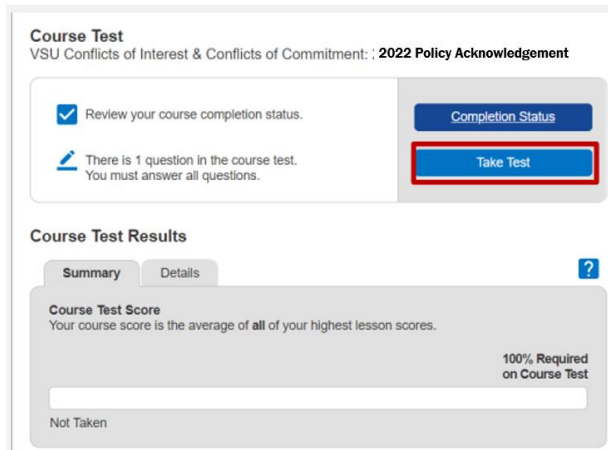 Course Test
VSU Conflicts of Interest & Conflicts of Commitment: : 2022 Policy Acknowledgement
Review your course completion status.
Completion Status
There is 1 question in the course test.
You must answer all questions.
Take Test
Course Test Results
Summary
Details
?
Course Test Score
Your course score is the average of all of your highest lesson scores.
100% Required
on Course Test
Not Taken